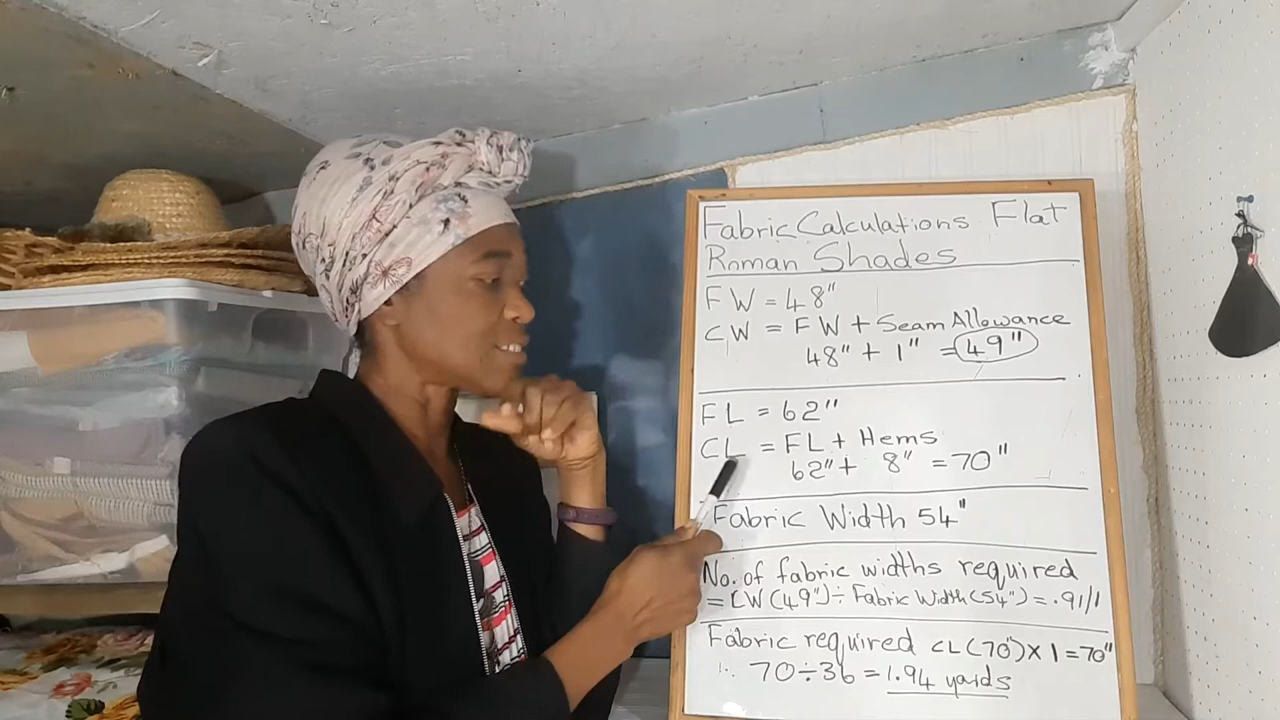 Fabric Calculations Flat
Roman Shades
FW = 48"
CW = FW + Seam Allowance
48" + 1" = 49"
FL = 62"
CL = FL + Hems
62" + 8" = 70"
Fabric Width 54"
No. of fabric widths required
= CW (49") ÷ Fabric Width (54") = .91/1
Fabric required CL (70") X 1 = 70"
∴ 70 ÷ 36 = 1.94 yards